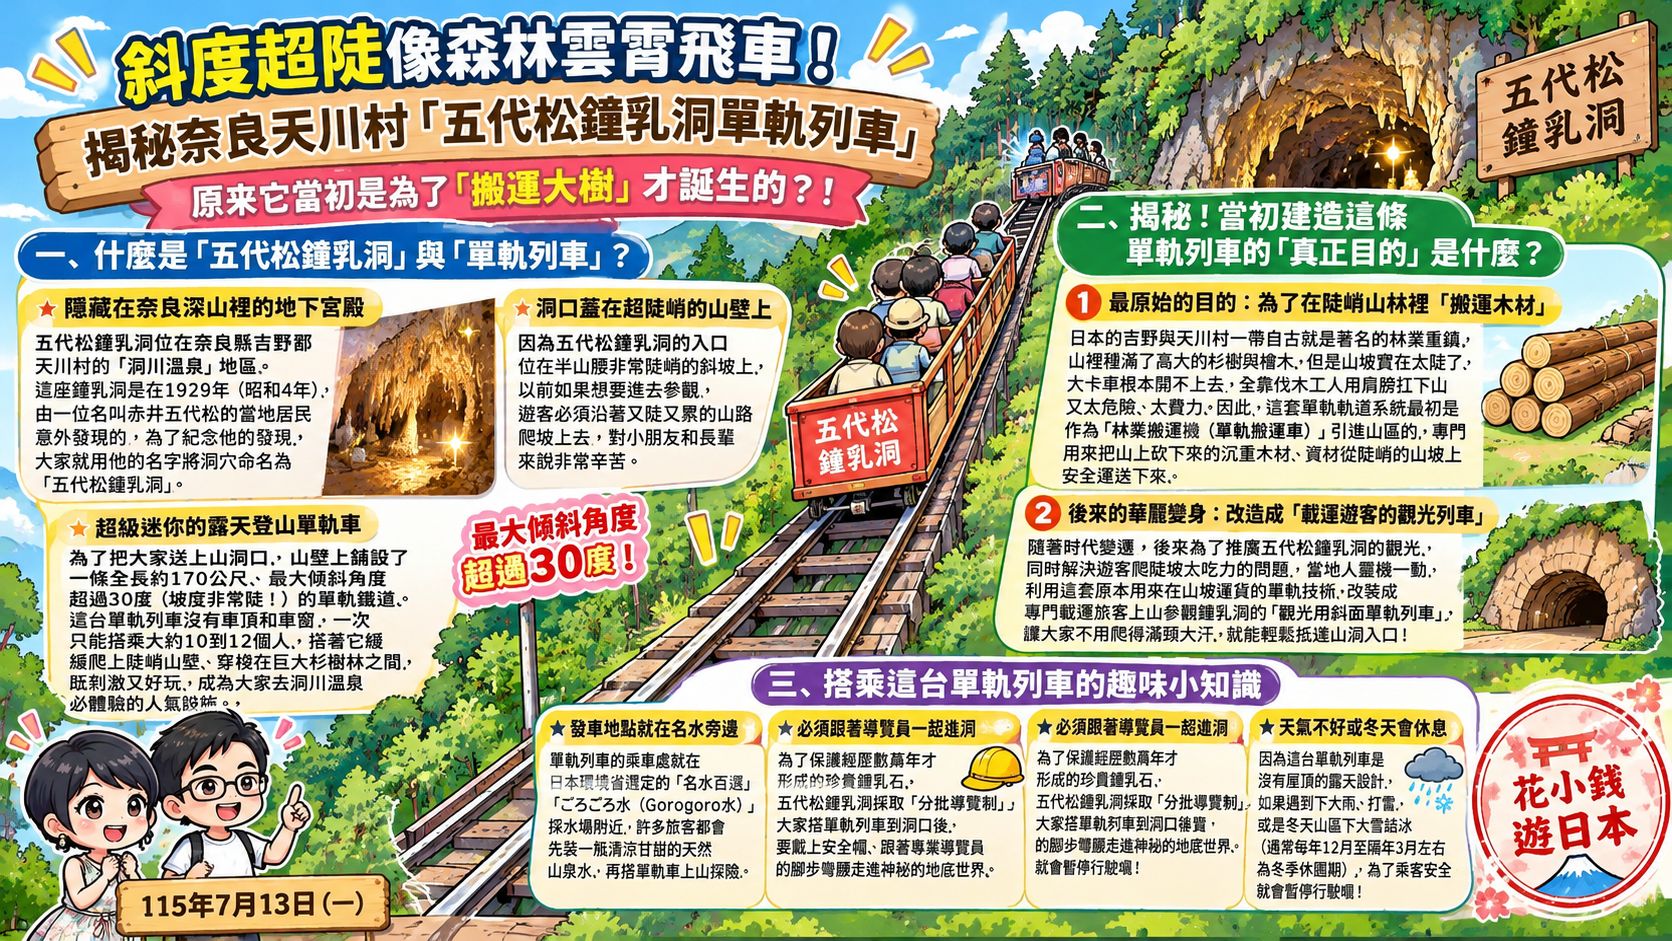 斜度超陡像森林雲霄飛車!
揭秘奈良天川村「五代松鐘乳洞單軌列車」
原来它當初是為了「搬運大樹」才誕生的?!
五代松
鐘乳洞
一、什麼是「五代松鐘乳洞」與「單軌列車」?
隱藏在奈良深山裡的地下宮殿
五代松鐘乳洞位在奈良縣吉野郡
天川村的「洞川溫泉」地區。
這座鐘乳洞是在1929年(昭和4年),
由一位名叫赤井五代松的當地居民
意外發現的,為了紀念他的發現,
大家就用他的名字將洞穴命名為
「五代松鐘乳洞」。
洞口蓋在超陡峭的山壁上
因為五代松鐘乳洞的入口
位在半山腰非常陡峭的斜坡上,
以前如果想要進去參觀,
遊客必須沿著又陡又累的山路
爬坡上去,對小朋友和長輩
來說非常辛苦。
超級迷你的露天登山單軌車
為了把大家送上山洞口,山壁上鋪設了
一條全長約170公尺、最大傾斜角度
超過30度(坡度非常陡!)的單軌鐵道。
這台單軌列車沒有車頂和車窗,一次
只能搭乘大約10到12個人,搭著它緩
緩爬上陡峭山壁、穿梭在巨大杉樹林之間,
既刺激又好玩,成為大家去洞川溫泉
必體驗的人氣設施。
最大傾斜角度
超過30度!
五代松
鐘乳洞
二、揭秘!當初建造這條
單軌列車的「真正目的」是什麼?
1 最原始的目的:為了在陡峭山林裡「搬運木材」
日本的吉野與天川村一帶自古就是著名的林業重鎮,
山裡種滿了高大的杉樹與檜木,但是山坡實在太陡了,
大卡車根本開不上去,全靠伐木工人用肩膀扛下山
又太危險、太費力。因此,這套單軌軌道系統最初是
作為「林業搬運機(單軌搬運車)」引進山區的,專門
用來把山上砍下來的沉重木材、資材從陡峭的山坡上
安全運送下來。
2 後來的華麗變身:改造成「載運遊客的觀光列車」
隨著時代變遷,後來為了推廣五代松鐘乳洞的觀光,
同時解決遊客爬陡坡太吃力的問題,當地人靈機一動,
利用這套原本用來在山坡運貨的單軌技術,改裝成
專門載運旅客上山參觀鐘乳洞的「觀光用斜面單軌列車」,
讓大家不用爬得滿頭大汗,就能輕鬆抵達山洞入口!
三、搭乘這台單軌列車的趣味小知識
發車地點就在名水旁邊
單軌列車的乘車處就在
日本環境省選定的「名水百選」
「ごろごろ水(Gorogoro水)」
採水場附近,許多旅客都會
先裝一瓶清涼甘甜的天然
山泉水,再搭單軌車上山探險。
必須跟著導覽員一起進洞
為了保護經歷數萬年才
形成的珍貴鐘乳石,
五代松鐘乳洞採取「分批導覽制」,
大家搭單軌列車到洞口後,
要戴上安全帽、跟著專業導覽員
的腳步彎腰走進神秘的地底世界。
必須跟著導覽員一起進洞
為了保護經歷數萬年才
形成的珍貴鐘乳石,
五代松鐘乳洞採取「分批導覽制」,
大家搭單軌列車到洞口後,
的腳步彎腰走進神秘的地底世界。
就會暫停行駛喔!
天氣不好或冬天會休息
因為這台單軌列車是
沒有屋頂的露天設計,
如果遇到下大雨、打雷,
或是冬天山區下大雪結冰
(通常每年12月至隔年3月左右
為冬季休園期),為了乘客安全
就會暫停行駛喔!
115年7月13日(一)
花小錢
遊日本